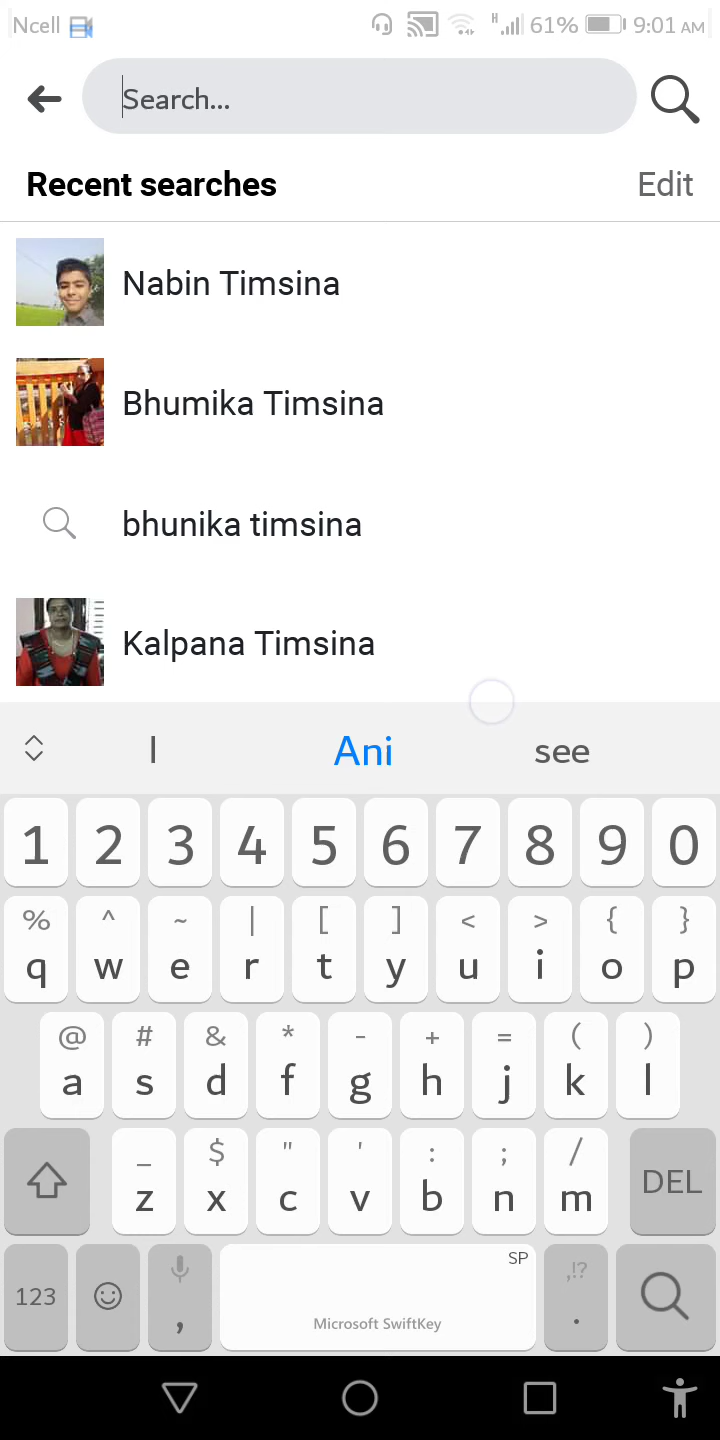 Ncell H 61% 9:01 AM
Search...
Recent searches Edit
Nabin Timsina
Bhumika Timsina
bhunika timsina
Kalpana Timsina
I Ani see
1 2 3 4 5 6 7 8 9 0
% ^ ~ | [ ] < > { }
q w e r t y u i o p
@ # & * - + = ( )
a s d f g h j k l
_ $ " ' : ; /
z x c v b n m DEL
SP ,!?
123 , Microsoft SwiftKey .